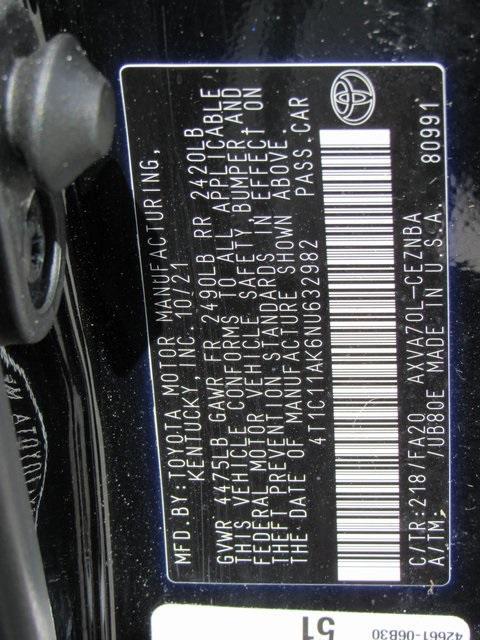 MFD. BY: TOYOTA MOTOR MANUFACTURING,
KENTUCKY, INC. 10/21
GVWR 4475LB GAWR FR 2490LB RR 2420LB
THIS VEHICLE CONFORMS TO ALL APPLICABLE
FEDERAL MOTOR VEHICLE SAFETY, BUMPER AND
THEFT PREVENTION STANDARDS IN EFFECT ON
THE DATE OF MANUFACTURE SHOWN ABOVE.
4T1C11AK6NU632982 PASS. CAR
C/TR: 218/FA20 AXVA70L-CEZNBA
A/TM: /UB80E MADE IN U.S.A. 80991
42661-06B30
51